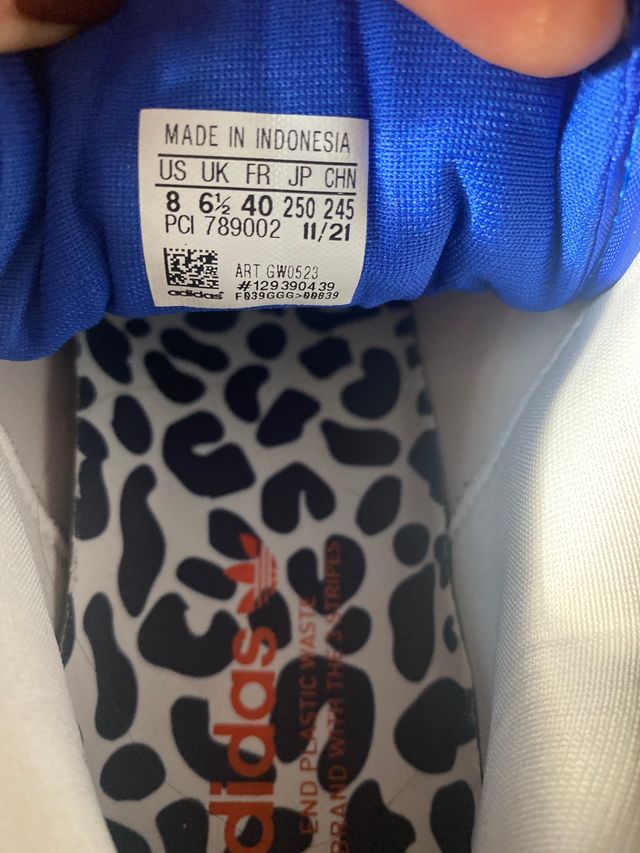 MADE IN INDONESIA
US UK FR JP CHN
8 6½ 40 250 245
PCI 789002 11/21
ART GW0523
#129390439
adidas F039GGG>00839
adidas
END PLASTIC WASTE
BRAND WITH THE 3 STRIPES